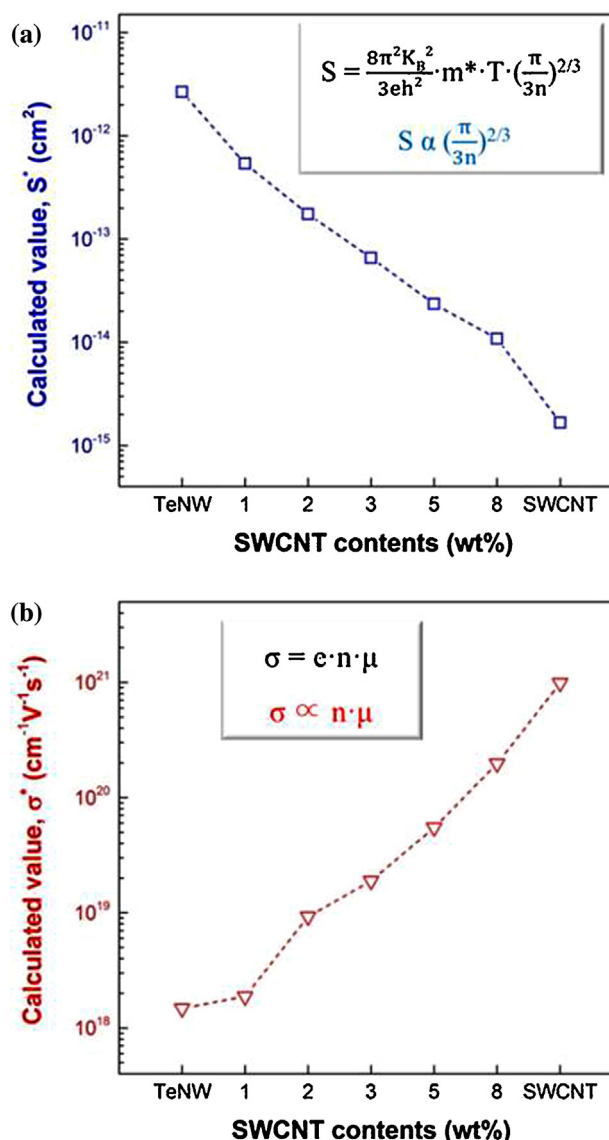 (a)
10⁻¹¹
S = 8π²K_B²/3eh² · m* · T · (π/3n)^2/3
S α (π/3n)^2/3
10⁻¹²
10⁻¹³
10⁻¹⁴
10⁻¹⁵
Calculated value, S* (cm²)
TeNW 1 2 3 5 8 SWCNT
SWCNT contents (wt%)
(b)
σ = e·n·μ
σ ∝ n·μ
10²¹
10²⁰
10¹⁹
10¹⁸
Calculated value, σ* (cm⁻¹V⁻¹s⁻¹)
TeNW 1 2 3 5 8 SWCNT
SWCNT contents (wt%)